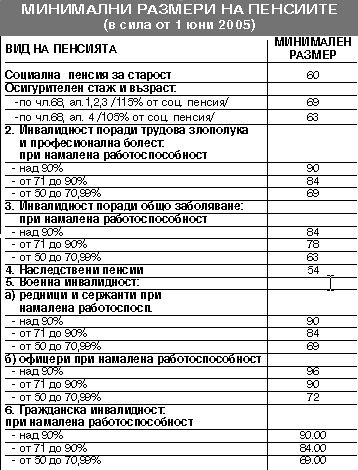 МИНИМАЛНИ РАЗМЕРИ НА ПЕНСИИТЕ
(в сила от 1 юни 2005)
ВИД НА ПЕНСИЯТА МИНИМАЛЕН РАЗМЕР
Социална пенсия за старост 60
Осигурителен стаж и възраст:
-по чл.68, ал.1,2,3 /115% от соц. пенсия/ 69
-по чл.68, ал. 4 /105% от соц. пенсия/ 63
2. Инвалидност поради трудова злополука
и професионална болест:
при намалена работоспособност
- над 90% 90
- от 71 до 90% 84
- от 50 до 70,99% 69
3. Инвалидност поради общо заболяване:
при намалена работоспособност
- над 90% 84
- от 71 до 90% 78
- от 50 до 70,99% 63
4. Наследствени пенсии 54
5. Военна инвалидност:
а) редници и сержанти при
намалена работоспосп.
- над 90% 90
- от 71 до 90% 84
- от 50 до 70,99% 69
б) офицери при намалена работоспособност
- над 90% 96
- от 71 до 90% 90
- от 50 до 70,99% 72
6. Гражданска инвалидност:
при намалена работоспособност
- над 90% 90.00
- от 71 до 90% 84.00
- от 50 до 70,99% 69.00